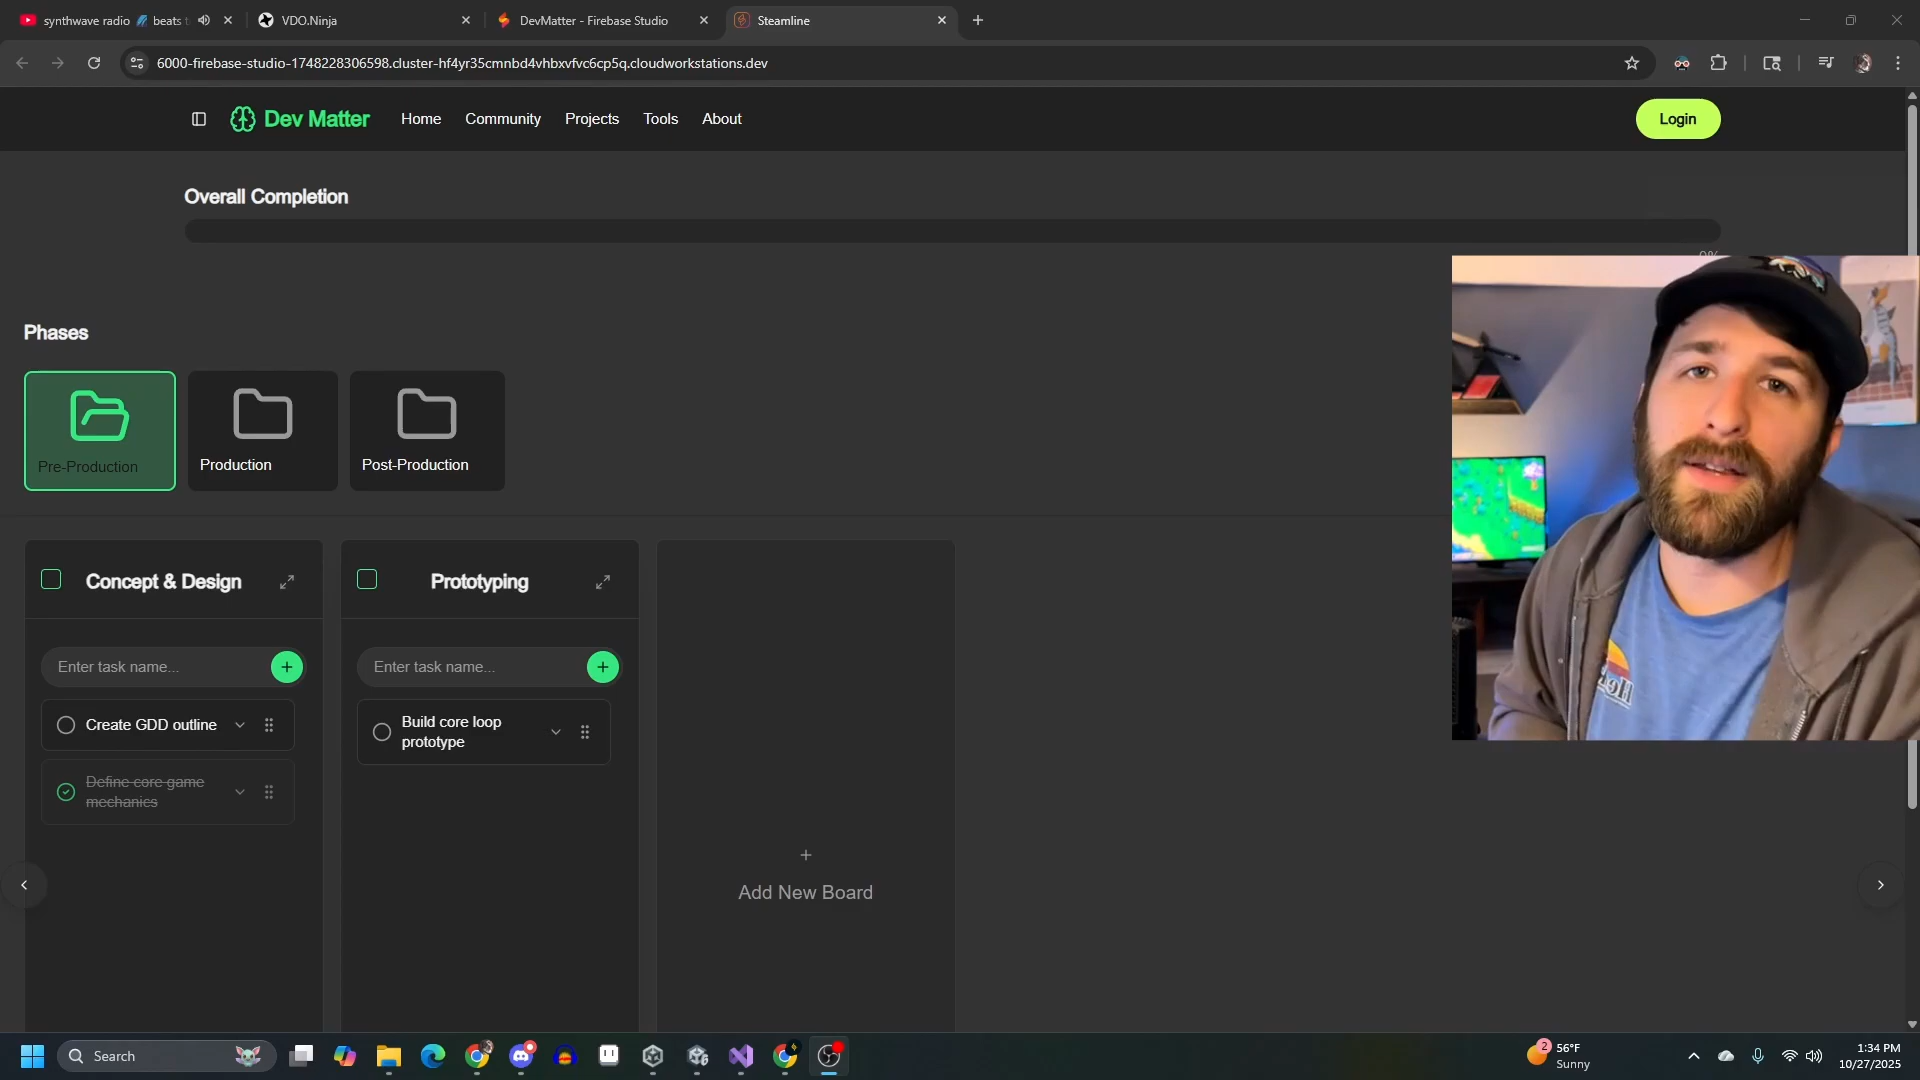 synthwave radio 🌌 beats t
VDO.Ninja
DevMatter - Firebase Studio
Steamline
6000-firebase-studio-1748228306598.cluster-hf4yr35cmnbd4vhbxvfvc6cp5q.cloudworkstations.dev
Dev Matter
Home
Community
Projects
Tools
About
Login
Overall Completion
0%
Phases
Pre-Production
Production
Post-Production
Concept & Design
Prototyping
Enter task name...
Enter task name...
Create GDD outline
Build core loop
prototype
Define core game
mechanics
+
Add New Board
Search
2
56°F
Sunny
1:34 PM
10/27/2025